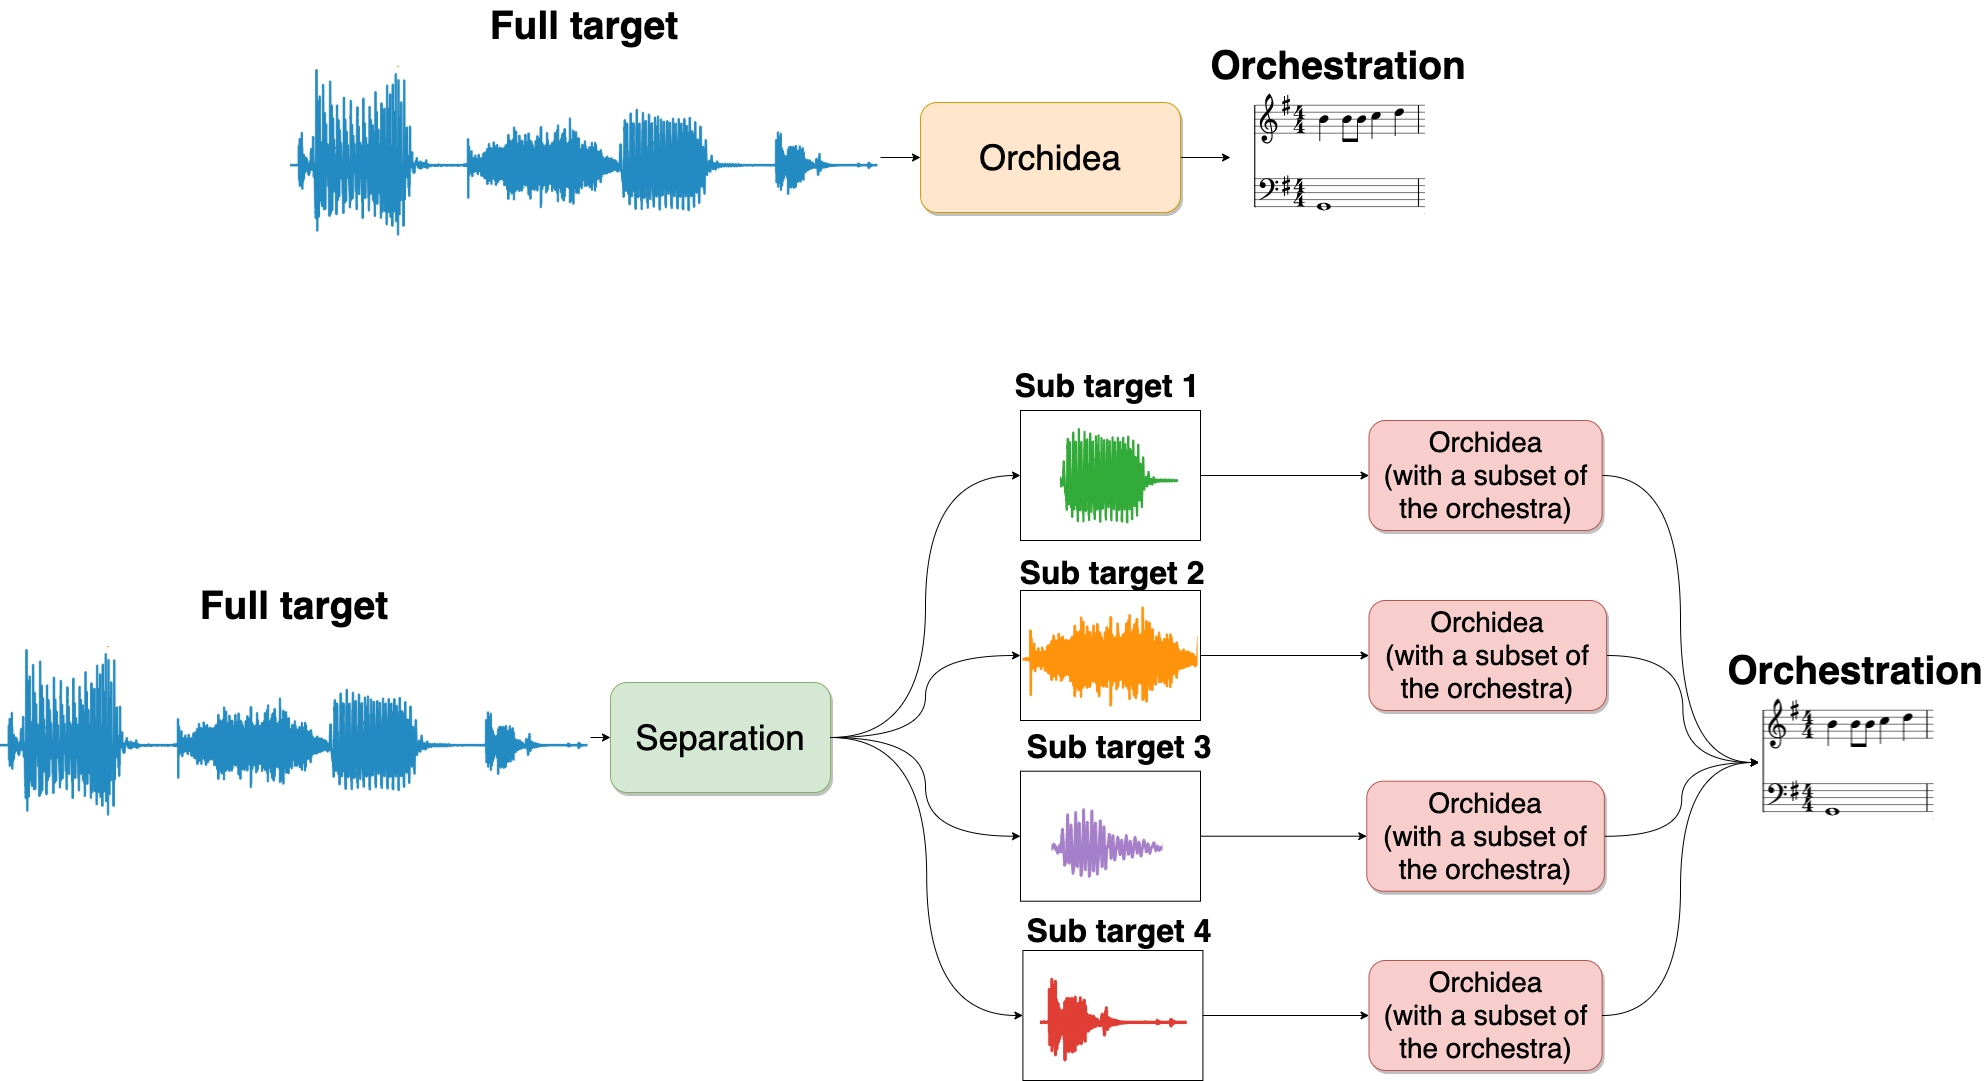 Full target
Orchestration
Orchidea
Sub target 1
Orchidea
(with a subset of
the orchestra)
Sub target 2
Orchidea
(with a subset of
the orchestra)
Full target
Separation
Orchestration
Sub target 3
Orchidea
(with a subset of
the orchestra)
Sub target 4
Orchidea
(with a subset of
the orchestra)